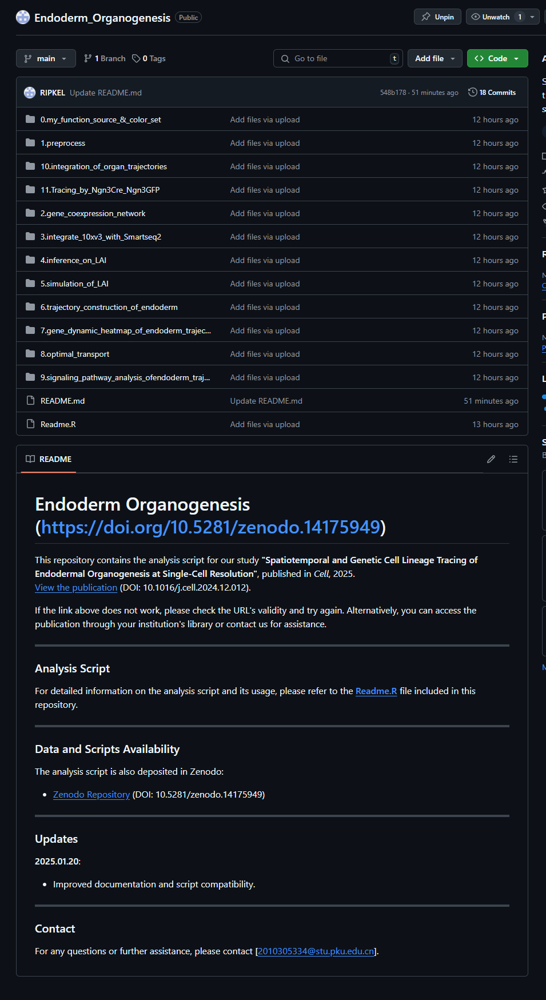 Endoderm_Organogenesis Public
Unpin
Unwatch 1
main
1 Branch
0 Tags
Go to file t
Add file
Code
RIPKEL Update README.md 548b178 · 51 minutes ago 18 Commits
0.my_function_source_&_color_set Add files via upload 12 hours ago
1.preprocess Add files via upload 12 hours ago
10.integration_of_organ_trajectories Add files via upload 12 hours ago
11.Tracing_by_Ngn3Cre_Ngn3GFP Add files via upload 12 hours ago
2.gene_coexpression_network Add files via upload 12 hours ago
3.integrate_10xv3_with_Smartseq2 Add files via upload 12 hours ago
4.inference_on_LAI Add files via upload 12 hours ago
5.simulation_of_LAI Add files via upload 12 hours ago
6.trajectory_construction_of_endoderm Add files via upload 12 hours ago
7.gene_dynamic_heatmap_of_endoderm_trajec... Add files via upload 12 hours ago
8.optimal_transport Add files via upload 12 hours ago
9.signaling_pathway_analysis_ofendoderm_traj... Add files via upload 12 hours ago
README.md Update README.md 51 minutes ago
Readme.R Add files via upload 13 hours ago
README
Endoderm Organogenesis
(https://doi.org/10.5281/zenodo.14175949)
This repository contains the analysis script for our study "Spatiotemporal and Genetic Cell Lineage Tracing of
Endodermal Organogenesis at Single-Cell Resolution", published in Cell, 2025.
View the publication (DOI: 10.1016/j.cell.2024.12.012).
If the link above does not work, please check the URL's validity and try again. Alternatively, you can access the
publication through your institution's library or contact us for assistance.
Analysis Script
For detailed information on the analysis script and its usage, please refer to the Readme.R file included in this
repository.
Data and Scripts Availability
The analysis script is also deposited in Zenodo:
• Zenodo Repository (DOI: 10.5281/zenodo.14175949)
Updates
2025.01.20:
• Improved documentation and script compatibility.
Contact
For any questions or further assistance, please contact [2010305334@stu.pku.edu.cn].